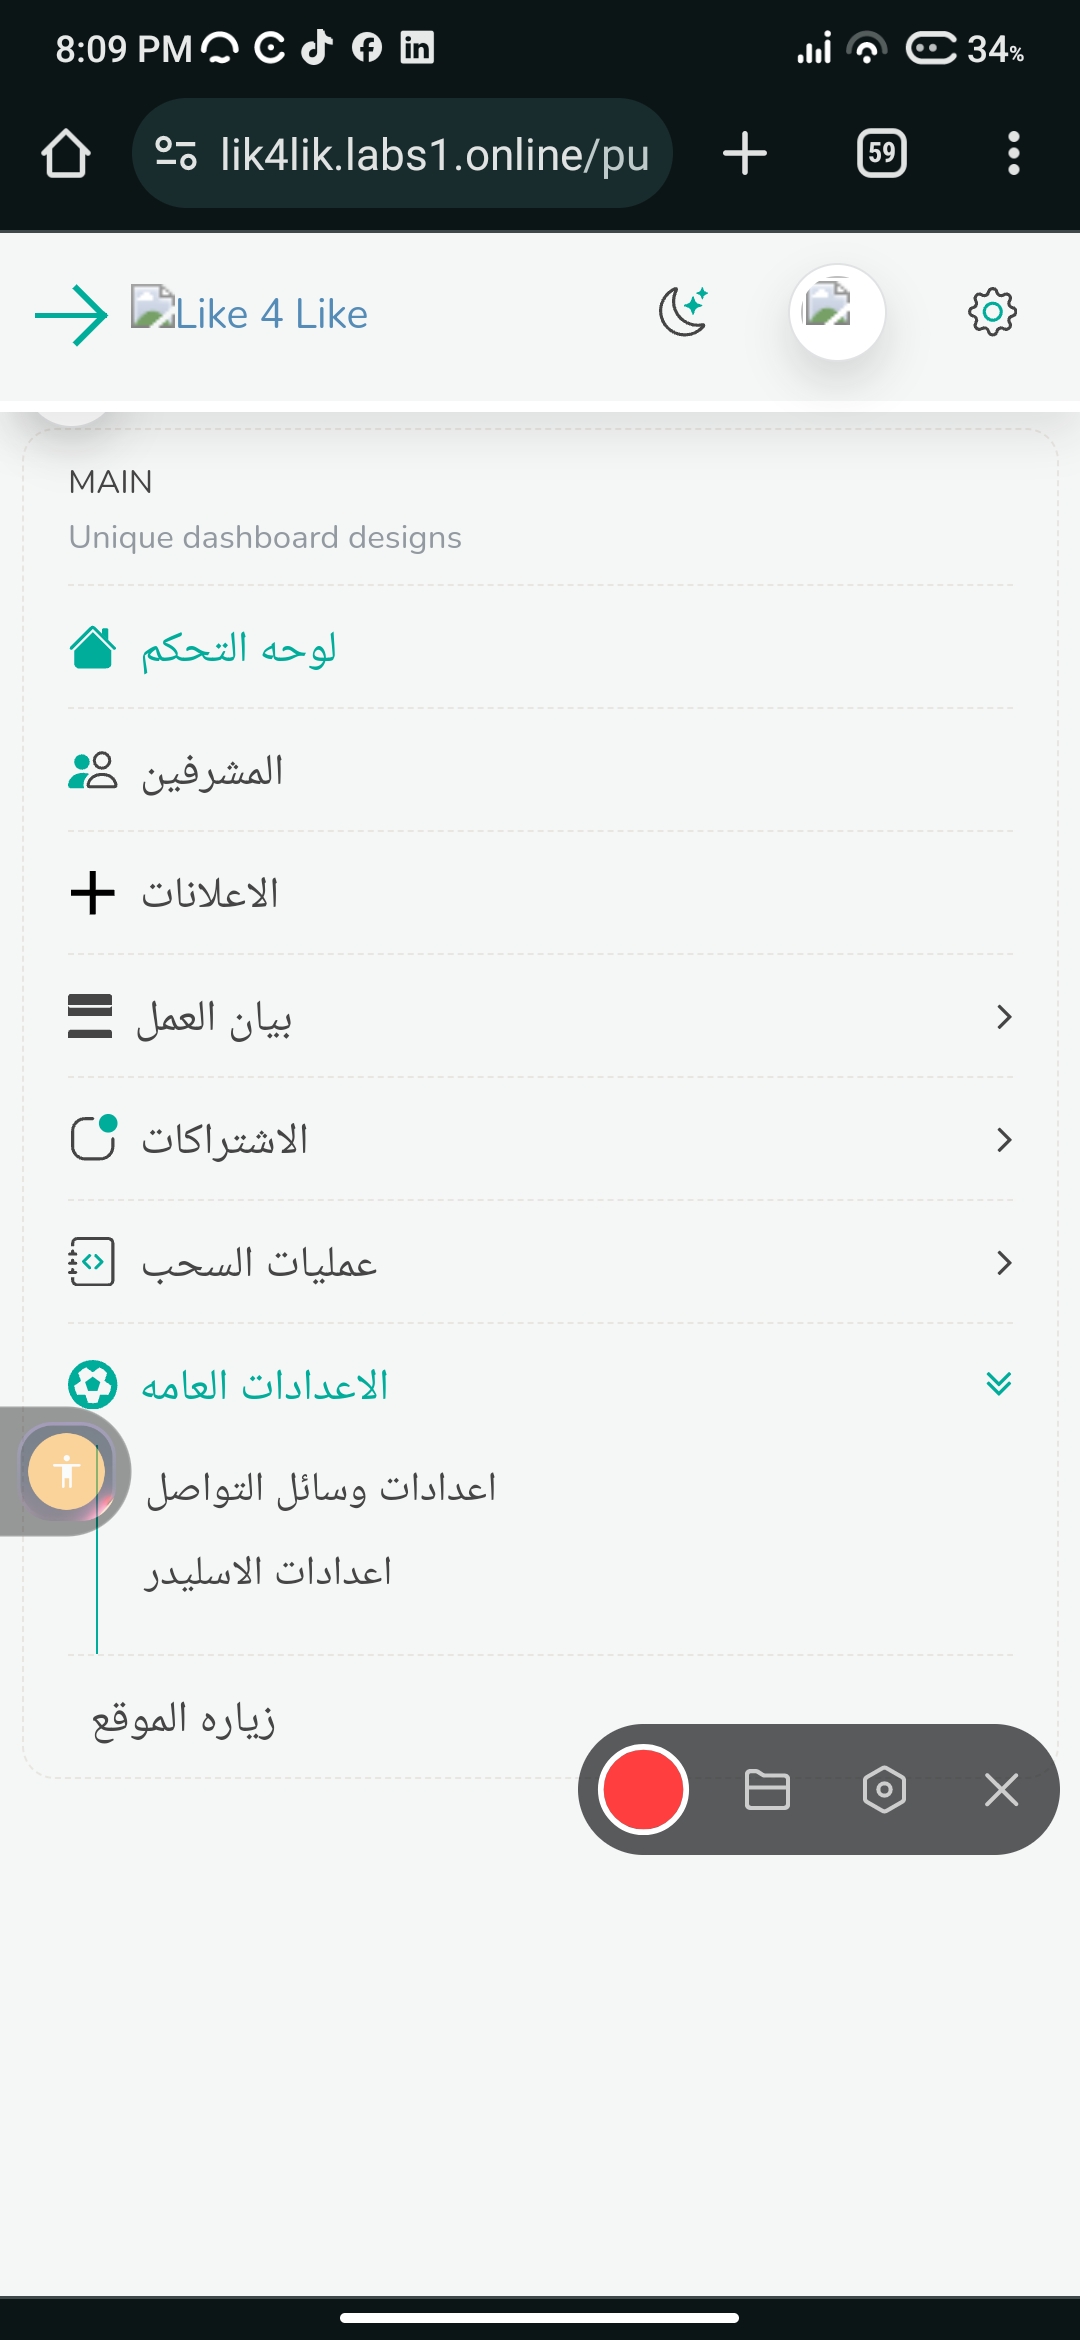 8:09 PM
34%
lik4lik.labs1.online/pu
59
Like 4 Like
MAIN
Unique dashboard designs
لوحه التحكم
المشرفين
الاعلانات
بيان العمل
الاشتراكات
عمليات السحب
الاعدادات العامه
اعدادات وسائل التواصل
اعدادات الاسليدر
زياره الموقع